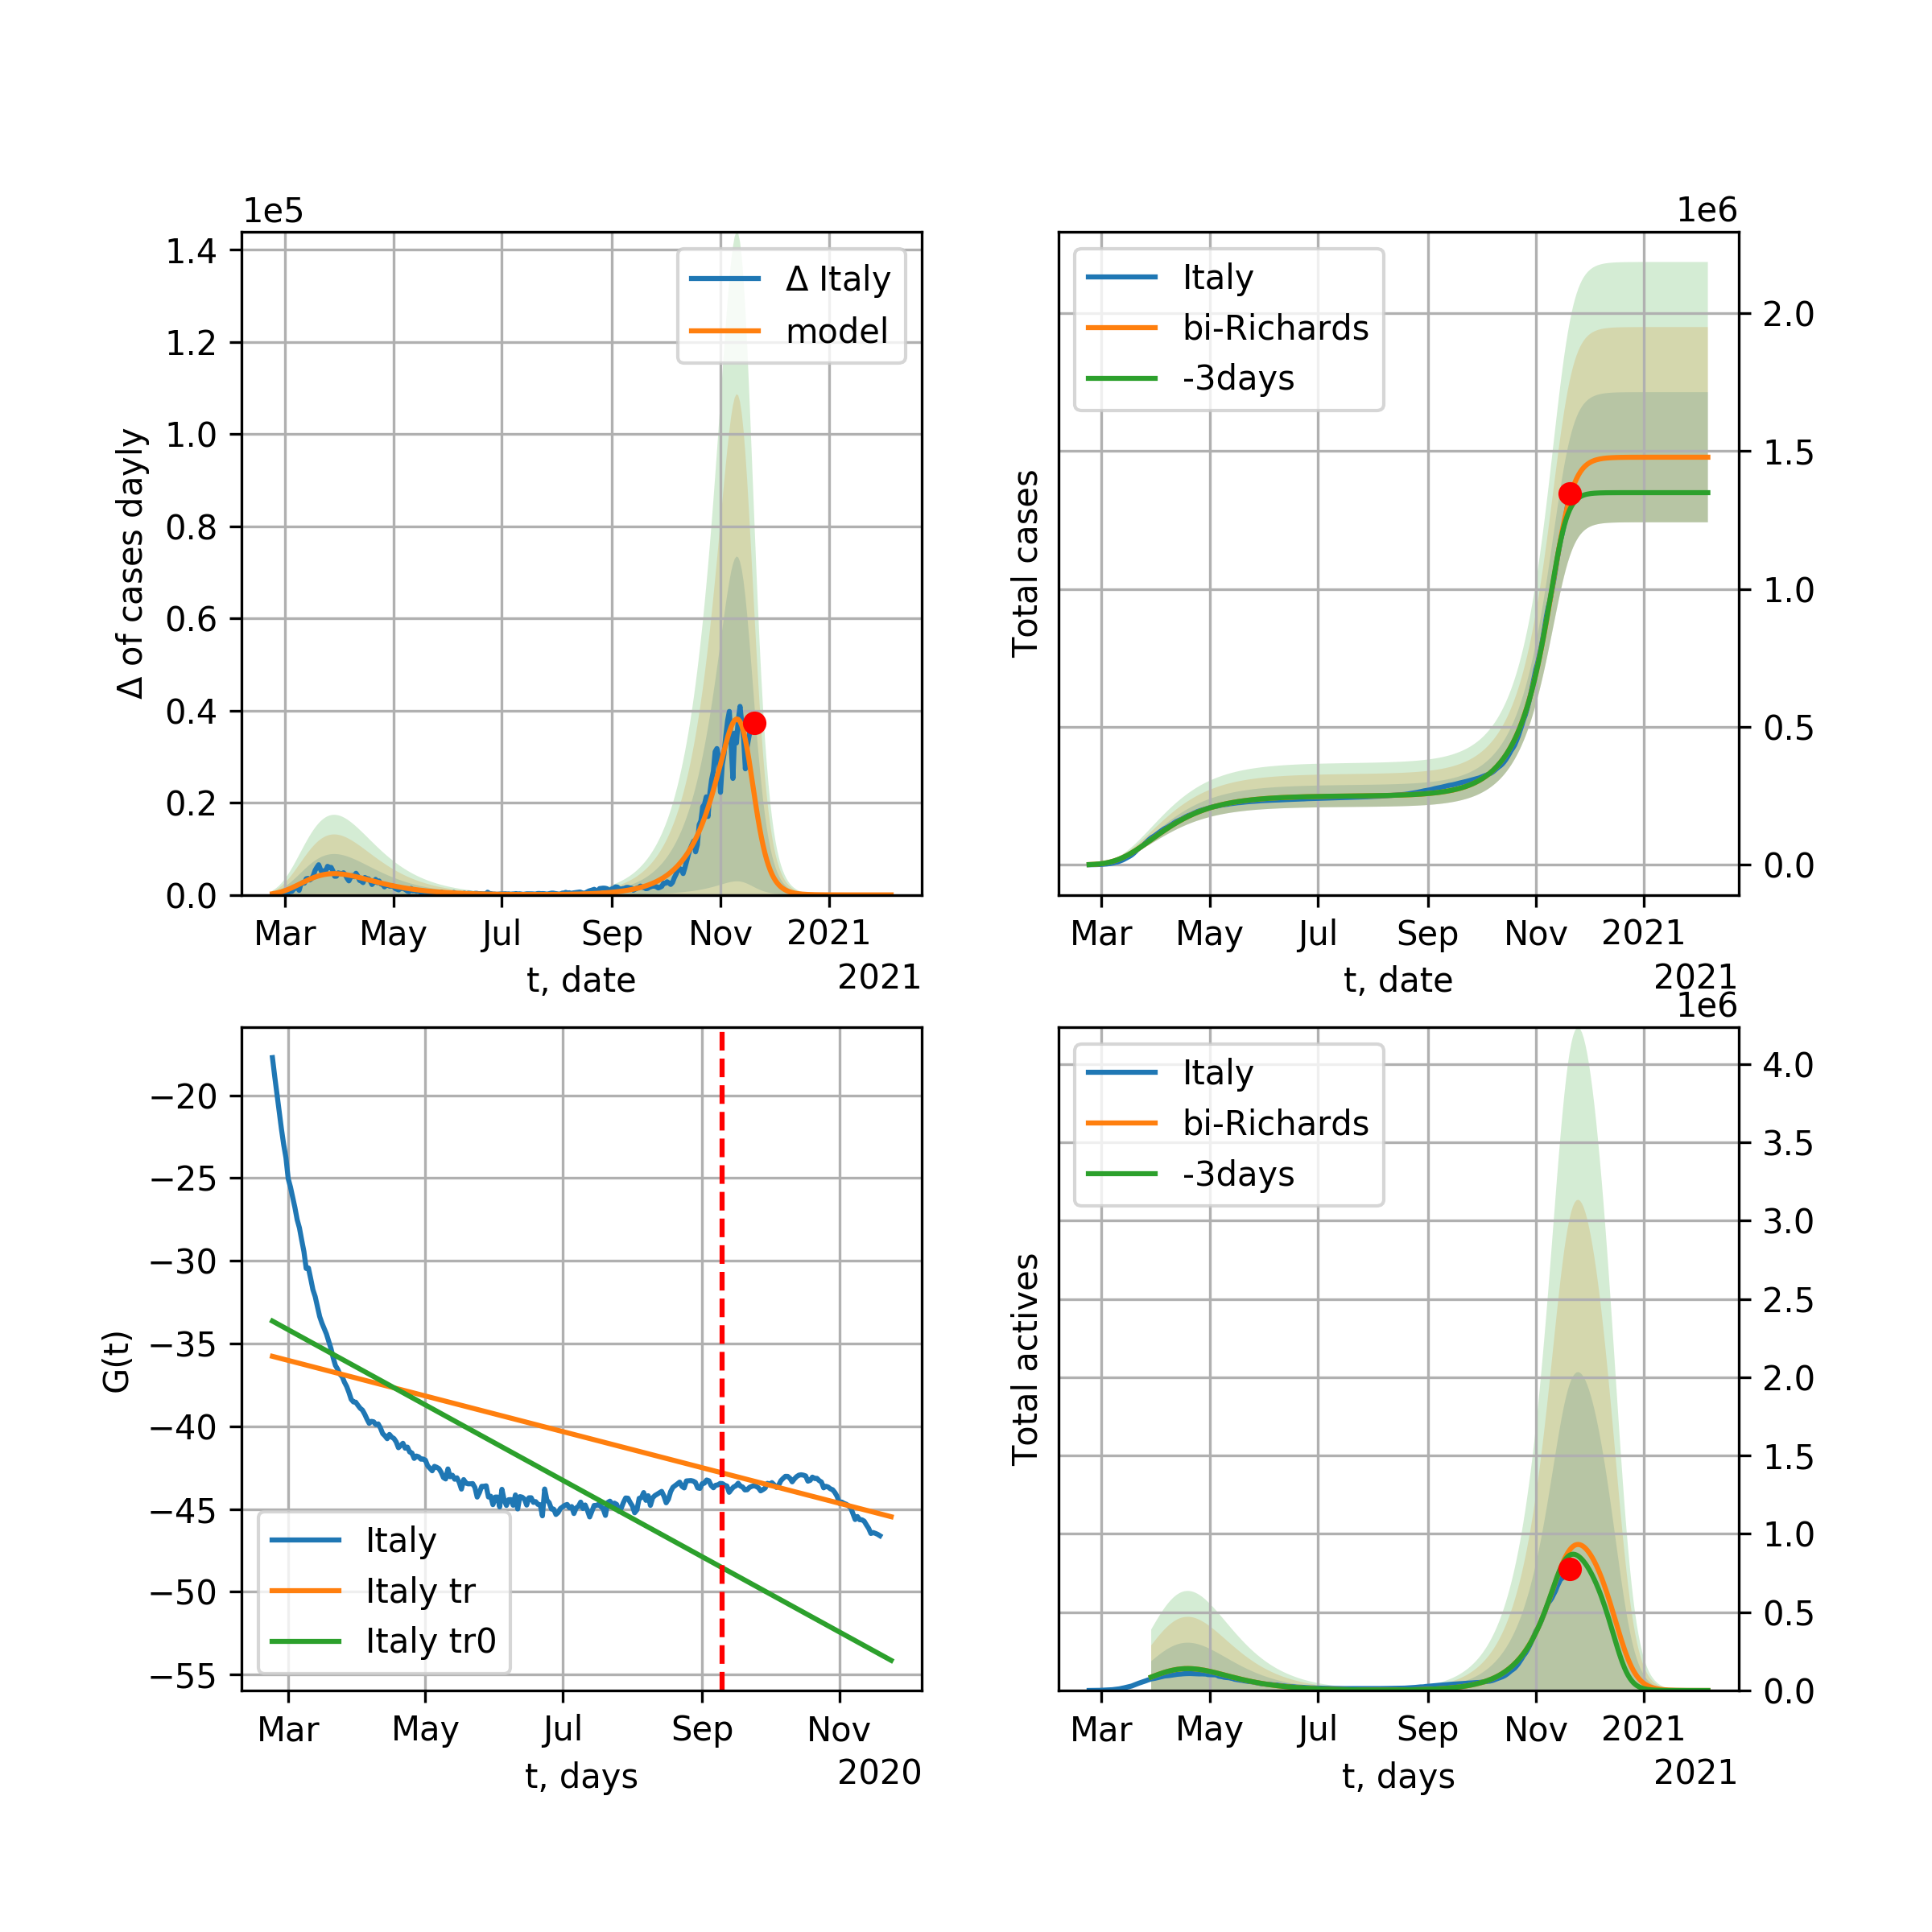 1e5
1.4
1.2
1.0
0.8
0.6
0.4
0.2
0.0
Δ of cases dayly
Δ Italy
model
Mar May Jul Sep Nov 2021
t, date
2021
1e6
Italy
bi-Richards
-3days
Total cases
2.0
1.5
1.0
0.5
0.0
Mar May Jul Sep Nov 2021
t, date
2021
−20
−25
−30
−35
−40
−45
−50
−55
G(t)
Italy
Italy tr
Italy tr0
Mar May Jul Sep Nov
t, days
2020
1e6
Italy
bi-Richards
-3days
Total actives
4.0
3.5
3.0
2.5
2.0
1.5
1.0
0.5
0.0
Mar May Jul Sep Nov 2021
t, days
2021